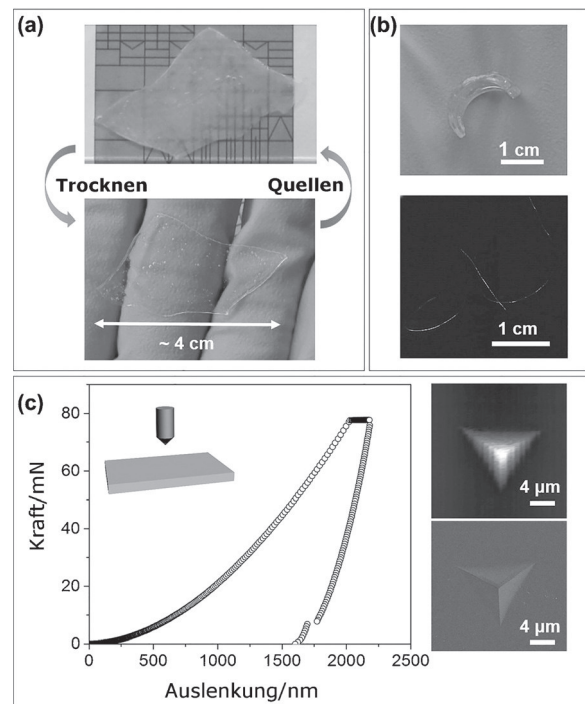 (a)
Trocknen
Quellen
~ 4 cm
(b)
1 cm
1 cm
(c)
80
60
40
20
0
Kraft/mN
0
500
1000
1500
2000
2500
Auslenkung/nm
4 µm
4 µm